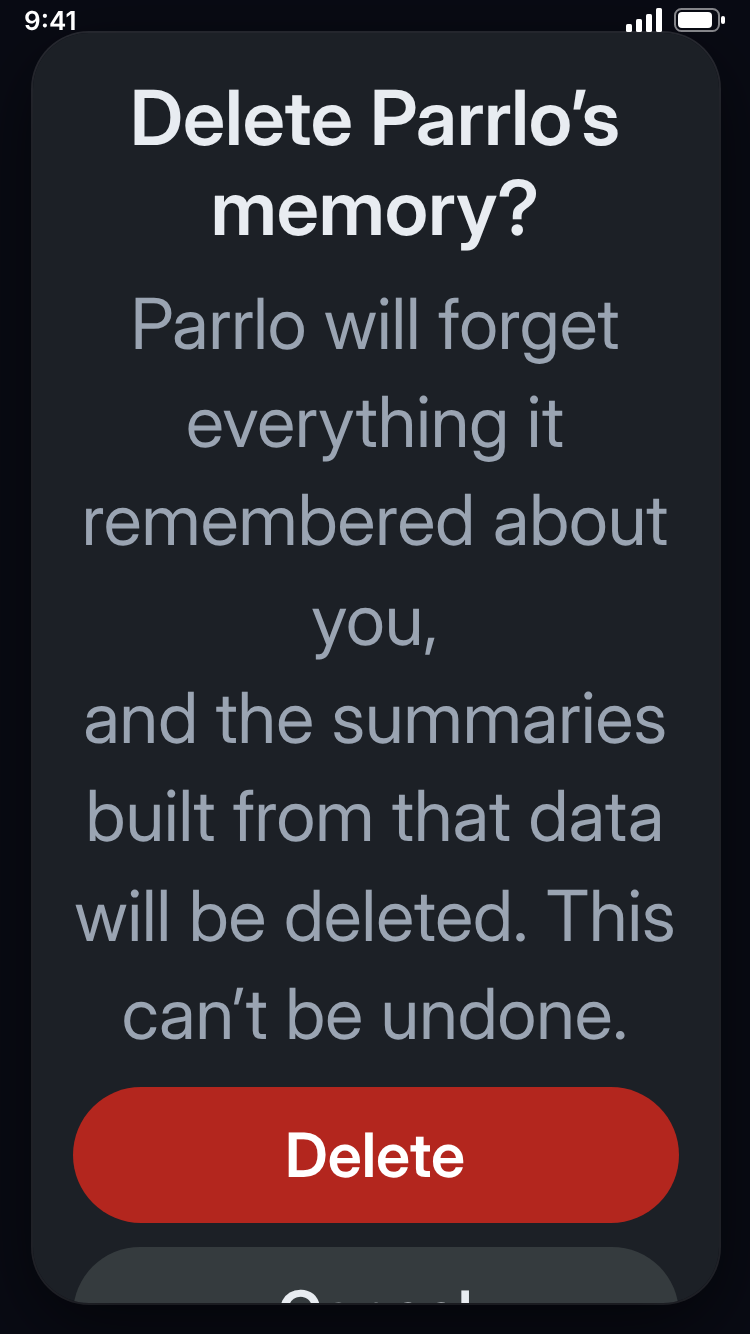 9:41
Delete Parrlo’s
memory?
Parrlo will forget
everything it
remembered about
you,
and the summaries
built from that data
will be deleted. This
can’t be undone.
Delete
Cancel